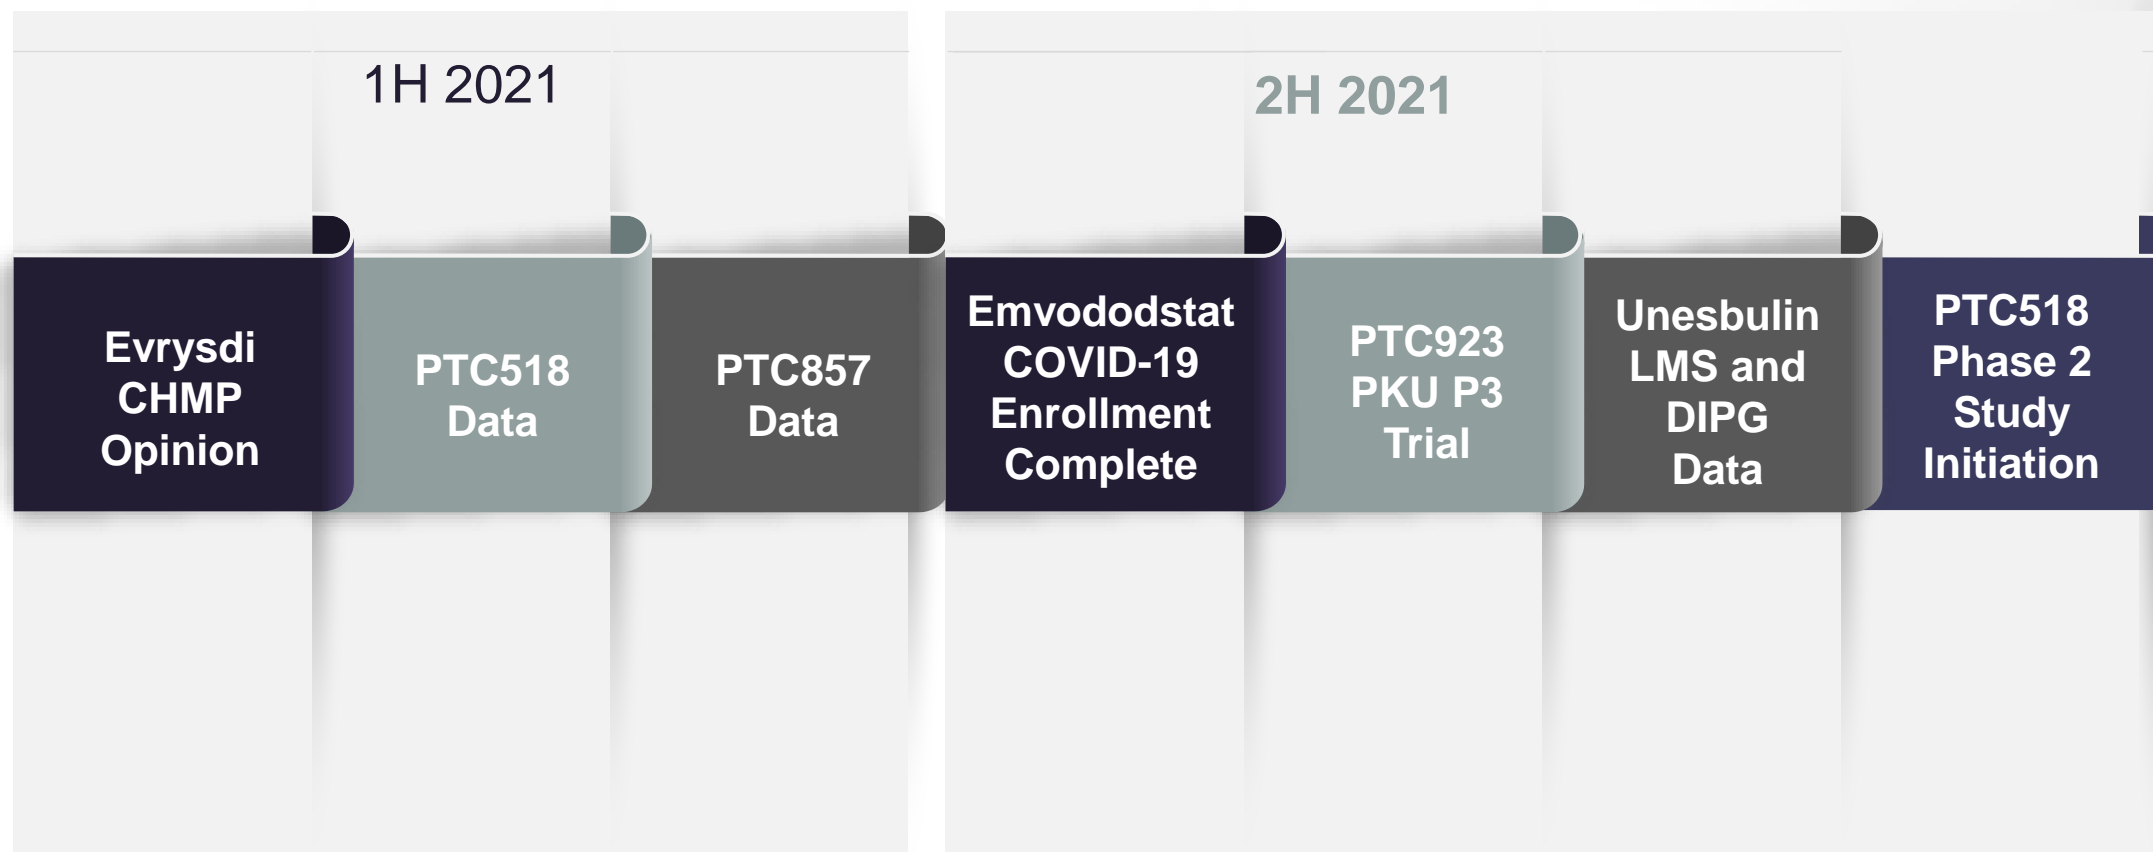 1H 2021
2H 2021
Evrysdi
CHMP
Opinion
PTC518
Data
PTC857
Data
Emvododstat
COVID-19
Enrollment
Complete
PTC923
PKU P3
Trial
Unesbulin
LMS and
DIPG
Data
PTC518
Phase 2
Study
Initiation